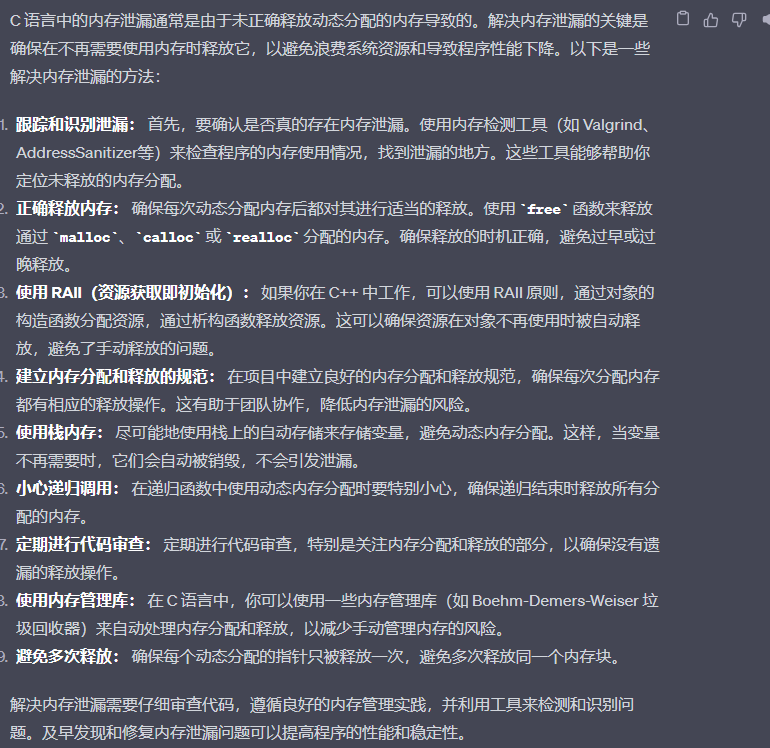 C 语言中的内存泄漏通常是由于未正确释放动态分配的内存导致的。解决内存泄漏的关键是
确保在不再需要使用内存时释放它，以避免浪费系统资源和导致程序性能下降。以下是一些
解决内存泄漏的方法：
1. 跟踪和识别泄漏： 首先，要确认是否真的存在内存泄漏。使用内存检测工具（如 Valgrind、
AddressSanitizer等）来检查程序的内存使用情况，找到泄漏的地方。这些工具能够帮助你
定位未释放的内存分配。
2. 正确释放内存： 确保每次动态分配内存后都对其进行适当的释放。使用 `free` 函数来释放
通过 `malloc`、`calloc` 或 `realloc` 分配的内存。确保释放的时机正确，避免过早或过
晚释放。
3. 使用 RAII（资源获取即初始化）： 如果你在 C++ 中工作，可以使用 RAII 原则，通过对象的
构造函数分配资源，通过析构函数释放资源。这可以确保资源在对象不再使用时被自动释
放，避免了手动释放的问题。
4. 建立内存分配和释放的规范： 在项目中建立良好的内存分配和释放规范，确保每次分配内存
都有相应的释放操作。这有助于团队协作，降低内存泄漏的风险。
5. 使用栈内存： 尽可能地使用栈上的自动存储来存储变量，避免动态内存分配。这样，当变量
不再需要时，它们会自动被销毁，不会引发泄漏。
6. 小心递归调用： 在递归函数中使用动态内存分配时要特别小心，确保递归结束时释放所有分
配的内存。
7. 定期进行代码审查： 定期进行代码审查，特别是关注内存分配和释放的部分，以确保没有遗
漏的释放操作。
8. 使用内存管理库： 在 C 语言中，你可以使用一些内存管理库（如 Boehm-Demers-Weiser 垃
圾回收器）来自动处理内存分配和释放，以减少手动管理内存的风险。
9. 避免多次释放： 确保每个动态分配的指针只被释放一次，避免多次释放同一个内存块。
解决内存泄漏需要仔细审查代码，遵循良好的内存管理实践，并利用工具来检测和识别问
题。及早发现和修复内存泄漏问题可以提高程序的性能和稳定性。